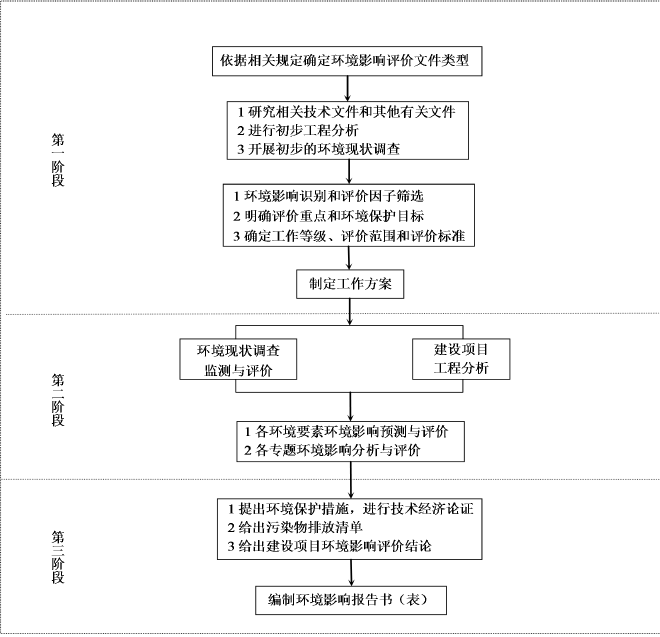 依据相关规定确定环境影响评价文件类型
第一阶段
1 研究相关技术文件和其他有关文件
2 进行初步工程分析
3 开展初步的环境现状调查
1 环境影响识别和评价因子筛选
2 明确评价重点和环境保护目标
3 确定工作等级、评价范围和评价标准
制定工作方案
第二阶段
环境现状调查
监测与评价
建设项目
工程分析
1 各环境要素环境影响预测与评价
2 各专题环境影响分析与评价
第三阶段
1 提出环境保护措施，进行技术经济论证
2 给出污染物排放清单
3 给出建设项目环境影响评价结论
编制环境影响报告书（表）